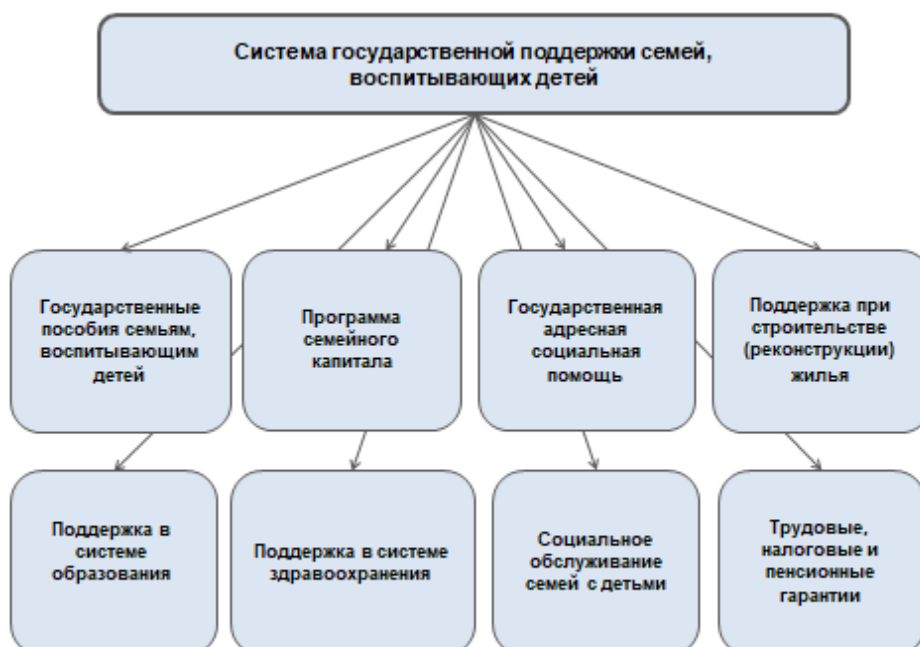 Система государственной поддержки семей,
воспитывающих детей
Государственные
пособия семьям,
воспитывающим
детей
Программа
семейного
капитала
Государственная
адресная
социальная
помощь
Поддержка при
строительстве
(реконструкции)
жилья
Поддержка в
системе
образования
Поддержка в системе
здравоохранения
Социальное
обслуживание
семей с детьми
Трудовые,
налоговые и
пенсионные
гарантии